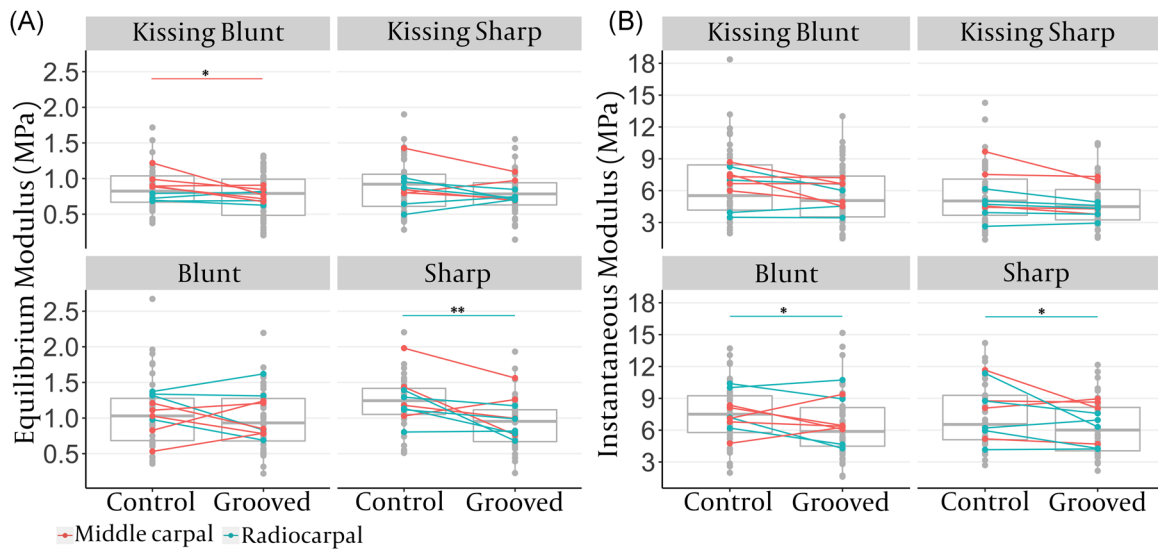 (A)
Equilibrium Modulus (MPa)
Kissing Blunt
Kissing Sharp
2.5
2.0
1.5
1.0
0.5
*
Blunt
Sharp
2.5
2.0
1.5
1.0
0.5
**
Control
Grooved
Control
Grooved
Middle carpal
Radiocarpal
(B)
Instantaneous Modulus (MPa)
Kissing Blunt
Kissing Sharp
18
15
12
9
6
3
Blunt
Sharp
18
15
12
9
6
3
*
*
Control
Grooved
Control
Grooved